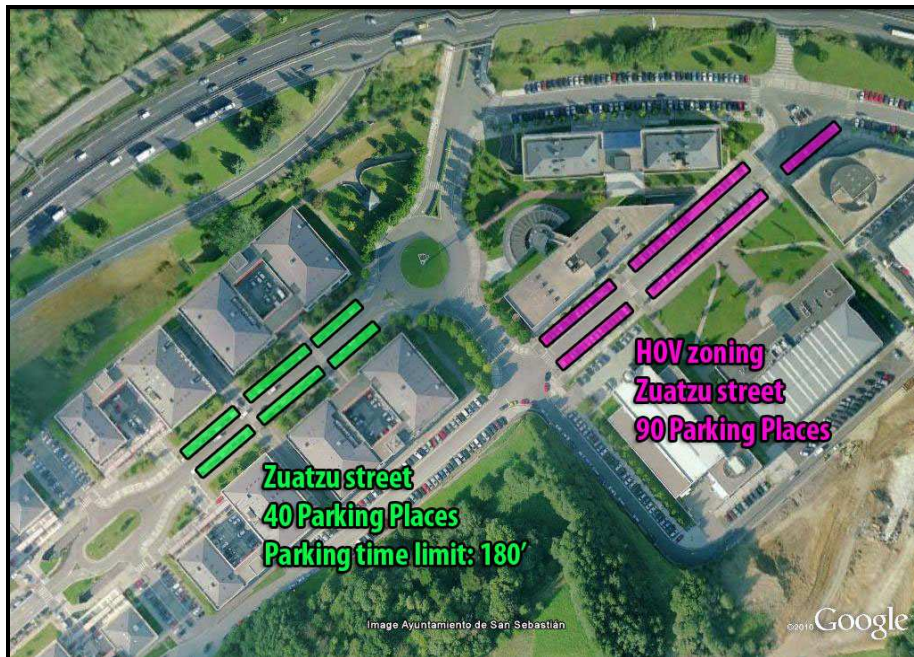 HOV zoning
Zuatzu street
90 Parking Places
Zuatzu street
40 Parking Places
Parking time limit: 180′
Image Ayuntamiento de San Sebastián
©2010 Google